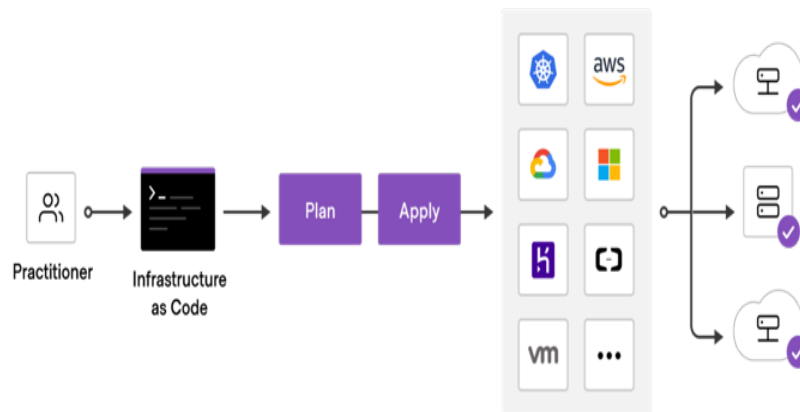 Practitioner
Infrastructure
as Code
Plan
Apply
aws
vm